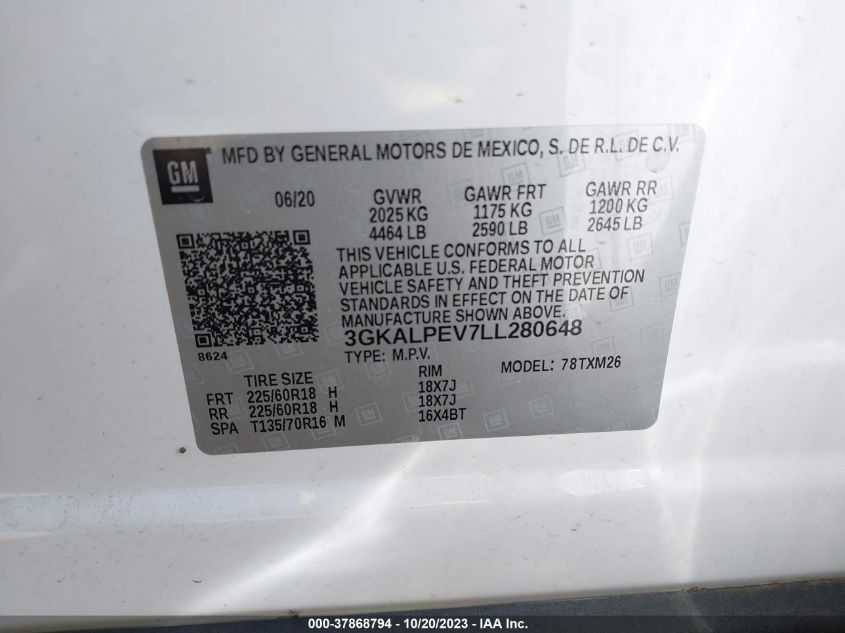 GM MFD BY GENERAL MOTORS DE MEXICO, S. DE R.L. DE C.V.
06/20 GVWR GAWR FRT GAWR RR
2025 KG 1175 KG 1200 KG
4464 LB 2590 LB 2645 LB
THIS VEHICLE CONFORMS TO ALL
APPLICABLE U.S. FEDERAL MOTOR
VEHICLE SAFETY AND THEFT PREVENTION
STANDARDS IN EFFECT ON THE DATE OF
MANUFACTURE SHOWN ABOVE.
3GKALPEV7LL280648
8624
TYPE: M.P.V. MODEL: 78TXM26
TIRE SIZE RIM
FRT 225/60R18 H 18X7J
RR 225/60R18 H 18X7J
SPA T135/70R16 M 16X4BT
000-37868794 - 10/20/2023 - IAA Inc.